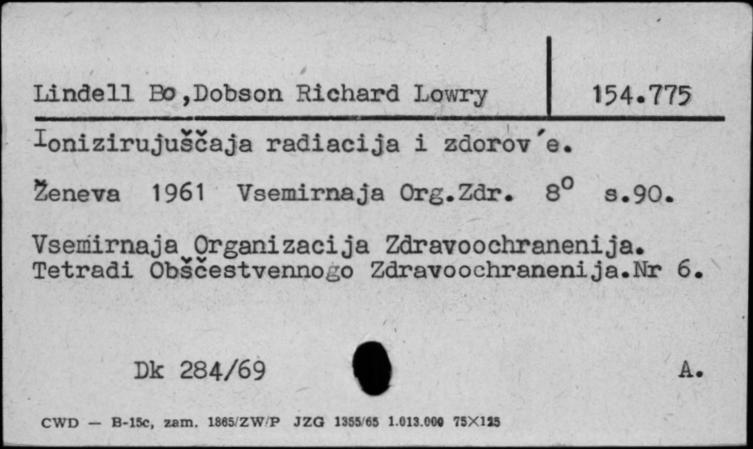 Lindell Bo,Dobson Richard Lowry 154.775
Ionizirujuščaja radiacija i zdorov´e.
Ženeva 1961 Vsemirnaja Org.Zdr. 8° s.90.
Vsemirnaja Organizacija Zdravoochranenija.
Tetradi Obščestvennogo Zdravoochranenija.Nr 6.
Dk 284/69 A.
CWD — B-15c, zam. 1865/ZW/P JZG 1355/65 1.013.000 75×125